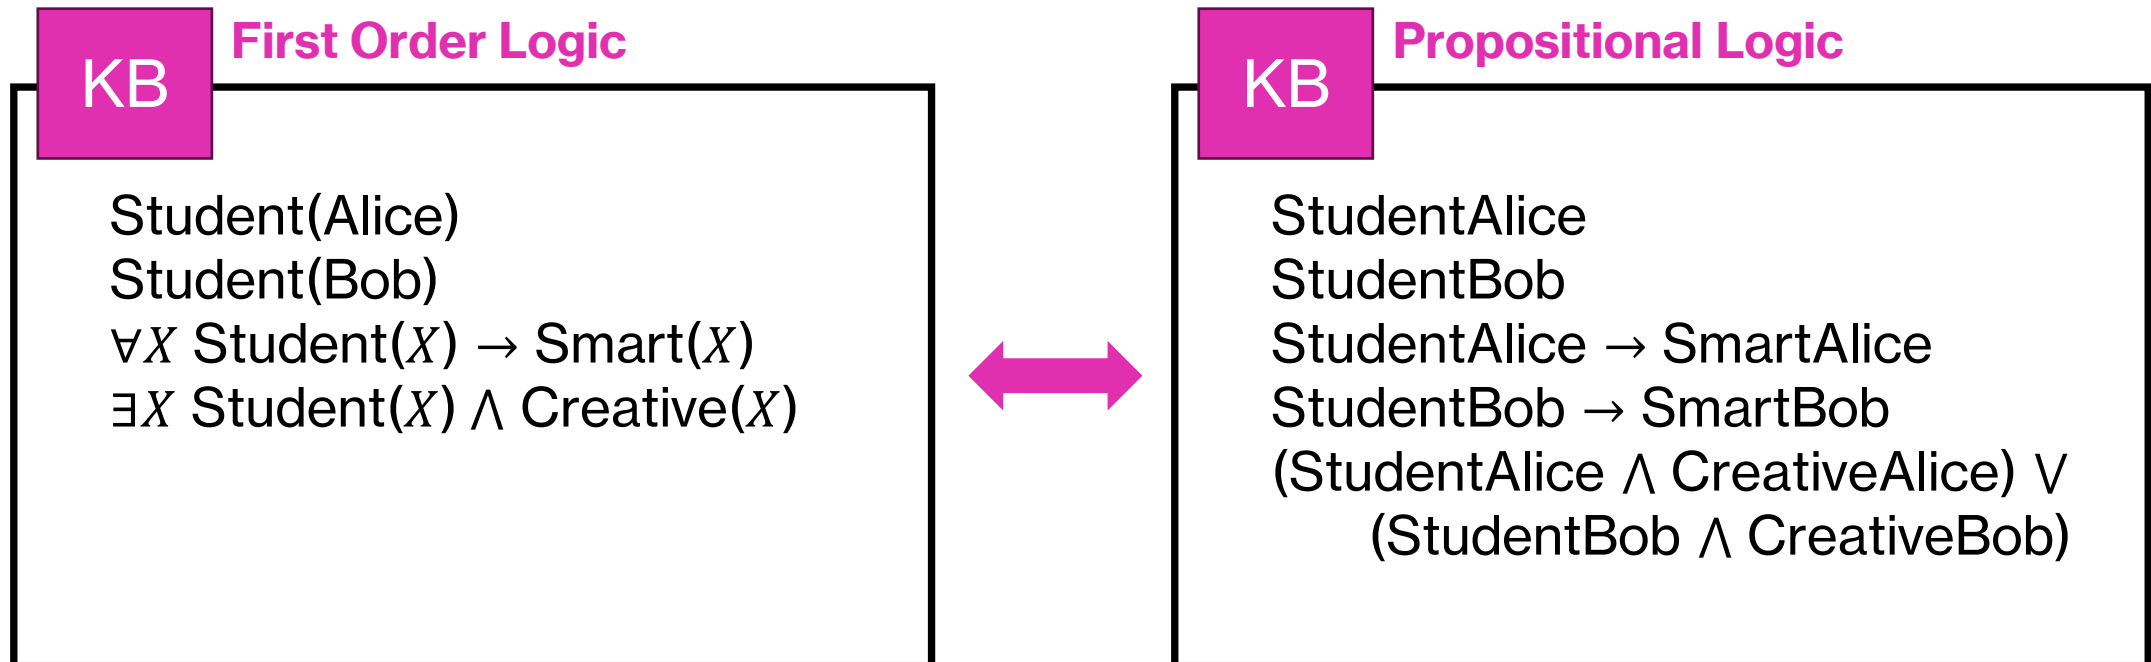 KB
First Order Logic
Student(Alice)
Student(Bob)
∀X Student(X) → Smart(X)
∃X Student(X) ⋀ Creative(X)
KB
Propositional Logic
StudentAlice
StudentBob
StudentAlice → SmartAlice
StudentBob → SmartBob
(StudentAlice ⋀ CreativeAlice) ⋁
(StudentBob ⋀ CreativeBob)